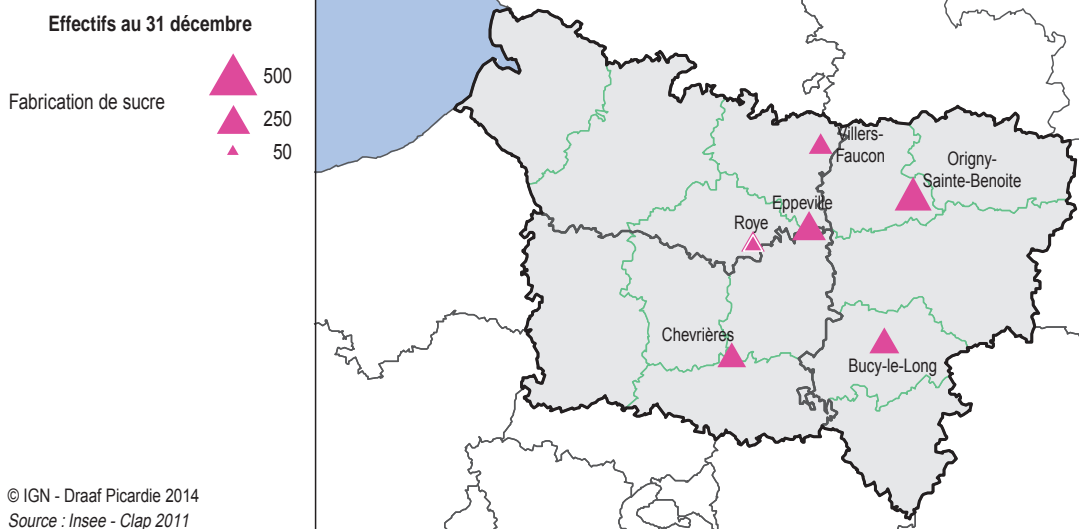 Effectifs au 31 décembre
Fabrication de sucre
500
250
50
Villers-
Faucon
Origny-
Sainte-Benoite
Eppeville
Roye
Chevrières
Bucy-le-Long
© IGN - Draaf Picardie 2014
Source : Insee - Clap 2011